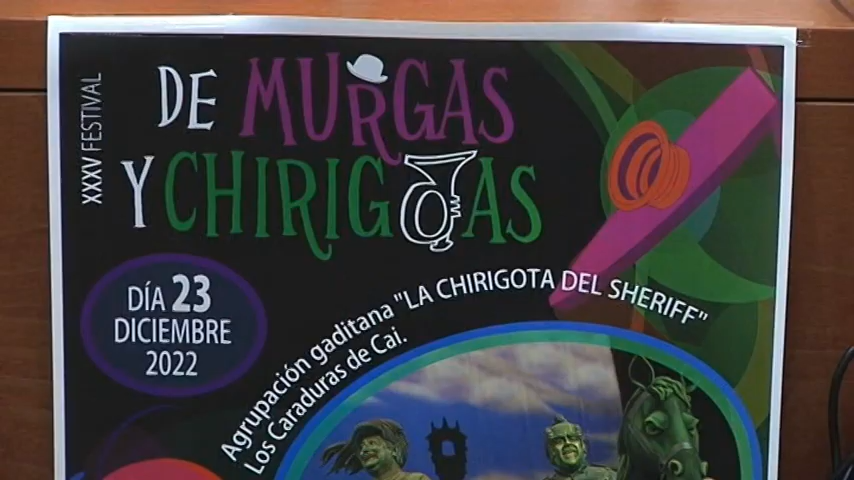 XXXV FESTIVAL
DE MURGAS
Y CHIRIGOTAS
DÍA 23
DICIEMBRE
2022
Agrupación gaditana "LA CHIRIGOTA DEL SHERIFF"
Los Caraduras de Cai.